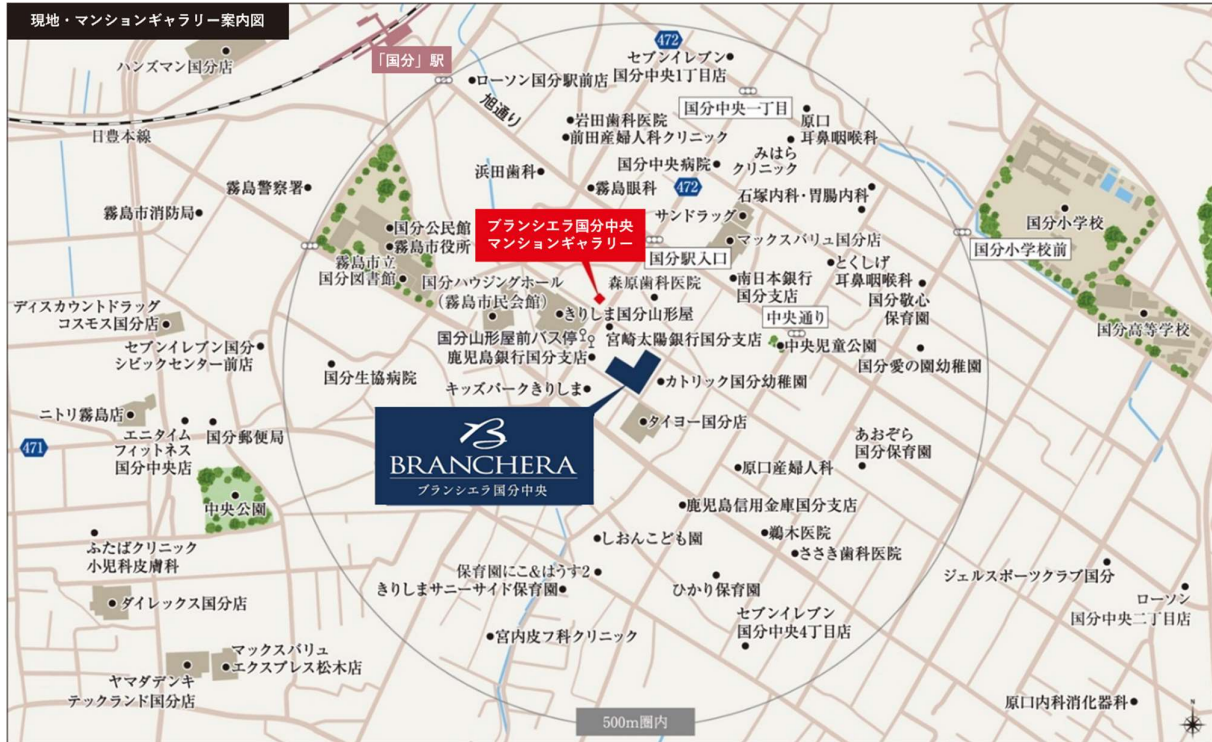 現地・マンションギャラリー案内図
ハンズマン国分店
「国分」駅
472
セブンイレブン
国分中央1丁目店
ローソン国分駅前店
旭通り
国分中央一丁目
日豊本線
岩田歯科医院
前田産婦人科クリニック
原口
耳鼻咽喉科
みはら
クリニック
国分中央病院
浜田歯科
霧島眼科
472
石塚内科・胃腸内科
霧島警察署
霧島市消防局
サンドラッグ
国分小学校
国分公民館
霧島市役所
ブランシエラ国分中央
マンションギャラリー
マックスバリュ国分店
国分小学校前
国分駅入口
霧島市立
国分図書館
とくしげ
耳鼻咽喉科
国分ハウジングホール
(霧島市民会館)
森原歯科医院
南日本銀行
国分支店
国分敬心
保育園
ディスカウントドラッグ
コスモス国分店
きりしま国分山形屋
中央通り
国分高等学校
国分山形屋前バス停
宮崎太陽銀行国分支店
中央児童公園
セブンイレブン国分
シビックセンター前店
鹿児島銀行国分支店
国分愛の園幼稚園
国分生協病院
キッズパークきりしま
カトリック国分幼稚園
ニトリ霧島店
タイヨー国分店
エニタイム
フィットネス
国分中央店
国分郵便局
471
B
BRANCHERA
ブランシエラ国分中央
あおぞら
国分保育園
原口産婦人科
中央公園
鹿児島信用金庫国分支店
ふたばクリニック
小児科皮膚科
しおんこども園
鵜木医院
ささき歯科医院
保育園にこ&はうす2
きりしまサニーサイド保育園
ひかり保育園
ジェルスポーツクラブ国分
ダイレックス国分店
セブンイレブン
国分中央4丁目店
ローソン
国分中央二丁目店
宮内皮フ科クリニック
マックスバリュ
エクスプレス松木店
ヤマダデンキ
テックランド国分店
原口内科消化器科
500m圏内
N